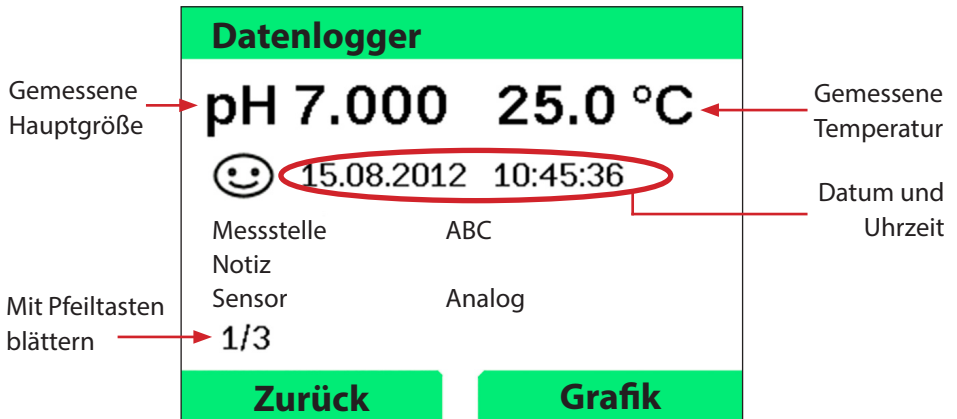 Datenlogger
Gemessene
Hauptgröße
pH 7.000 25.0 °C
Gemessene
Temperatur
15.08.2012 10:45:36
Datum und
Uhrzeit
Messstelle ABC
Notiz
Sensor Analog
Mit Pfeiltasten
blättern
1/3
Zurück Grafik